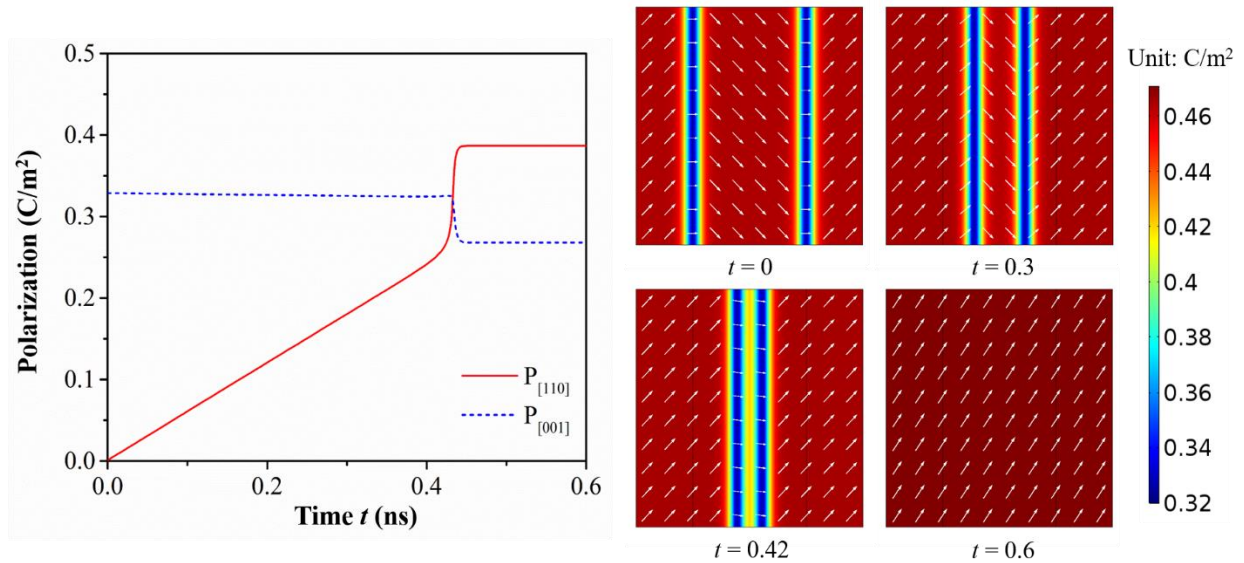 Polarization (C/m²)
0.5
0.4
0.3
0.2
0.1
0.0
P[110]
P[001]
0.0 0.2 0.4 0.6
Time t (ns)
t = 0
t = 0.3
t = 0.42
t = 0.6
Unit: C/m²
0.46
0.44
0.42
0.4
0.38
0.36
0.34
0.32